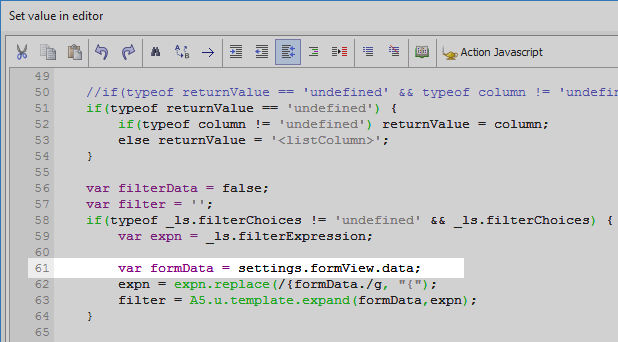 Set value in editor
Action Javascript
49
50 //if(typeof returnValue == 'undefined' && typeof column != 'undefin
51 if(typeof returnValue == 'undefined') {
52 if(typeof column != 'undefined') returnValue = column;
53 else returnValue = '<listColumn>';
54 }
55
56 var filterData = false;
57 var filter = '';
58 if(typeof _ls.filterChoices != 'undefined' && _ls.filterChoices) {
59 var expn = _ls.filterExpression;
60
61 var formData = settings.formView.data;
62 expn = expn.replace(/{formData./g, "{");
63 filter = A5.u.template.expand(formData,expn);
64 }
65